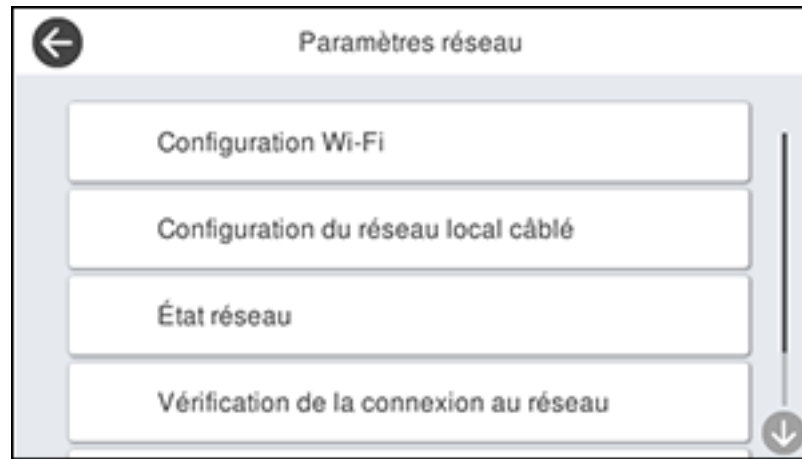 Paramètres réseau
Configuration Wi-Fi
Configuration du réseau local câblé
État réseau
Vérification de la connexion au réseau